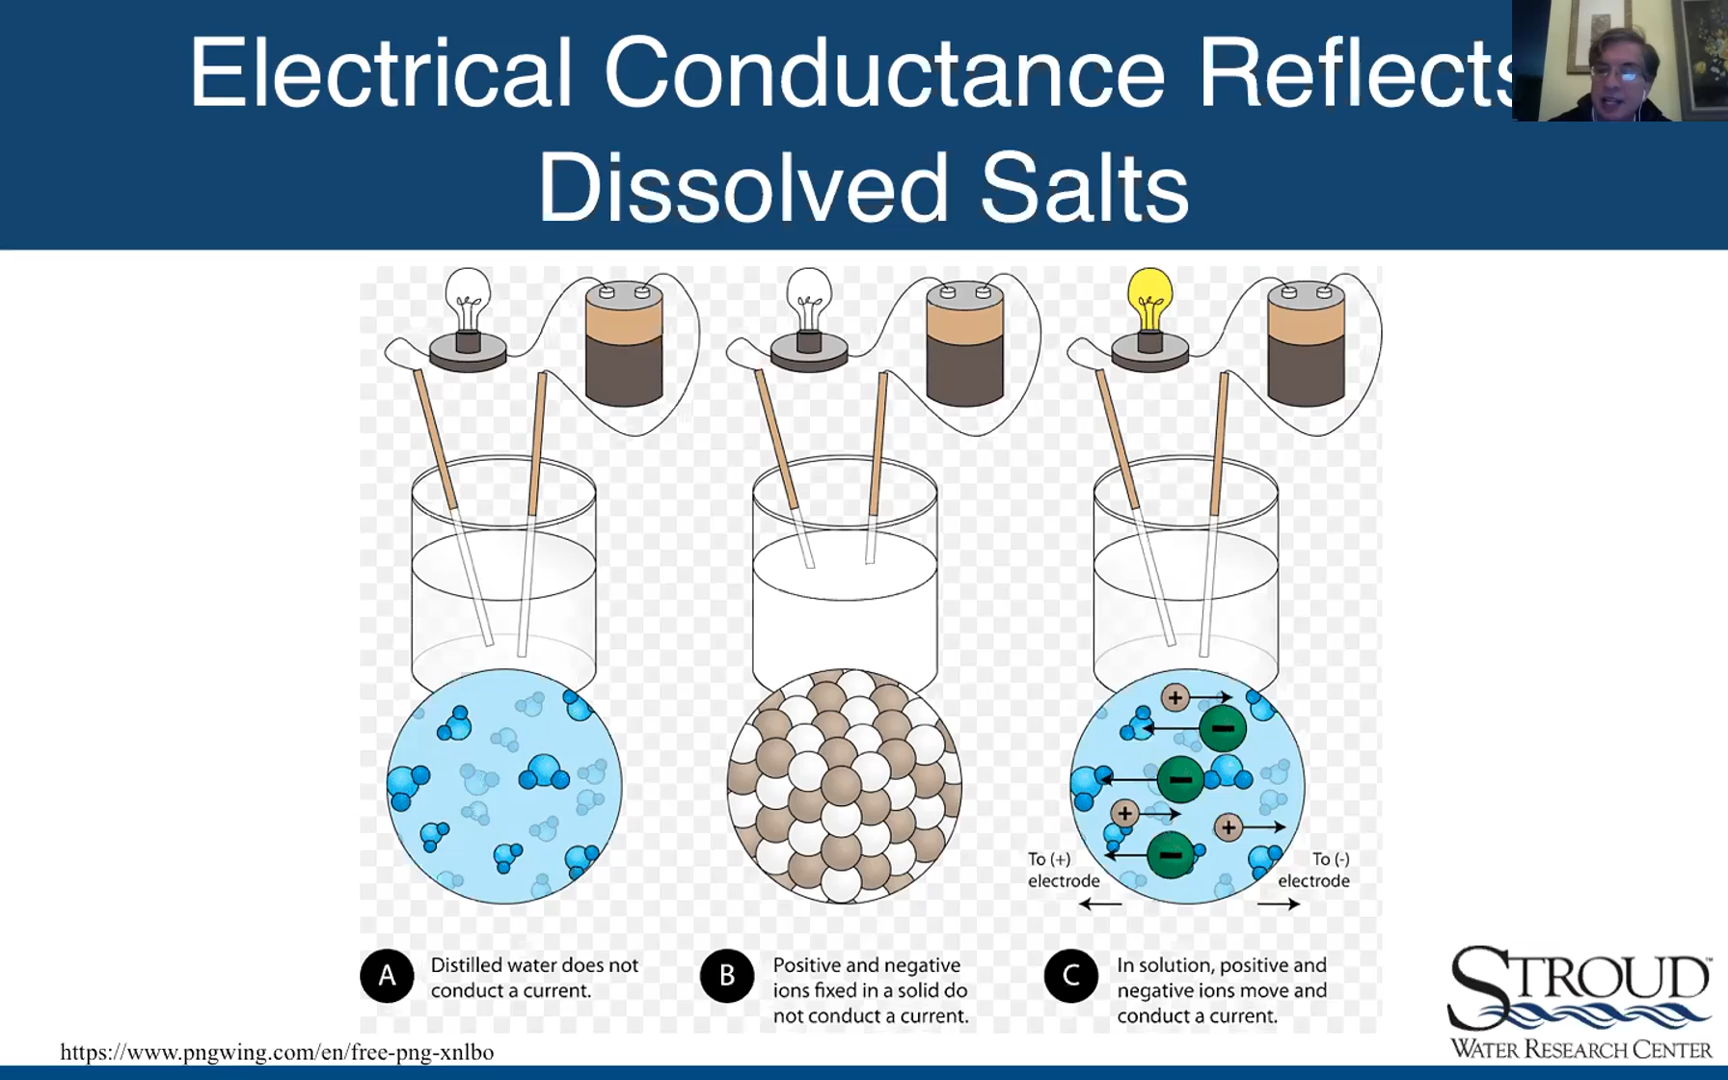 Electrical Conductance Reflects
Dissolved Salts
+
−
−
+
+
−
To (+)
electrode
To (-)
electrode
A
Distilled water does not
conduct a current.
B
Positive and negative
ions fixed in a solid do
not conduct a current.
C
In solution, positive and
negative ions move and
conduct a current.
STROUD™
WATER RESEARCH CENTER
https://www.pngwing.com/en/free-png-xnlbo